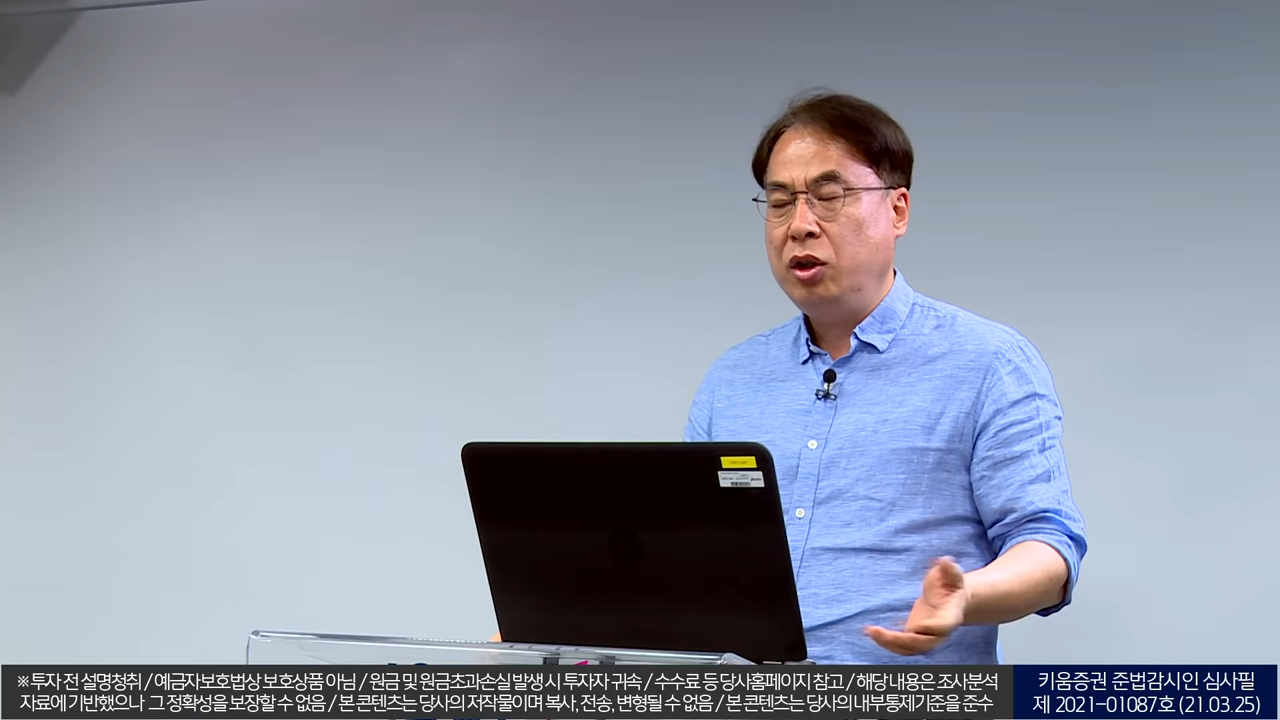 ※ 투자 전 설명청취 / 예금자보호법상 보호상품 아님 / 원금 및 원금초과손실 발생 시 투자자 귀속 / 수수료 등 당사홈페이지 참고 / 해당 내용은 조사분석
자료에 기반했으나 그 정확성을 보장할 수 없음 / 본 콘텐츠는 당사의 저작물이며 복사, 전송, 변형될 수 없음 / 본 콘텐츠는 당사의 내부통제기준을 준수
키움증권 준법감시인 심사필
제 2021-01087호 (21.03.25)